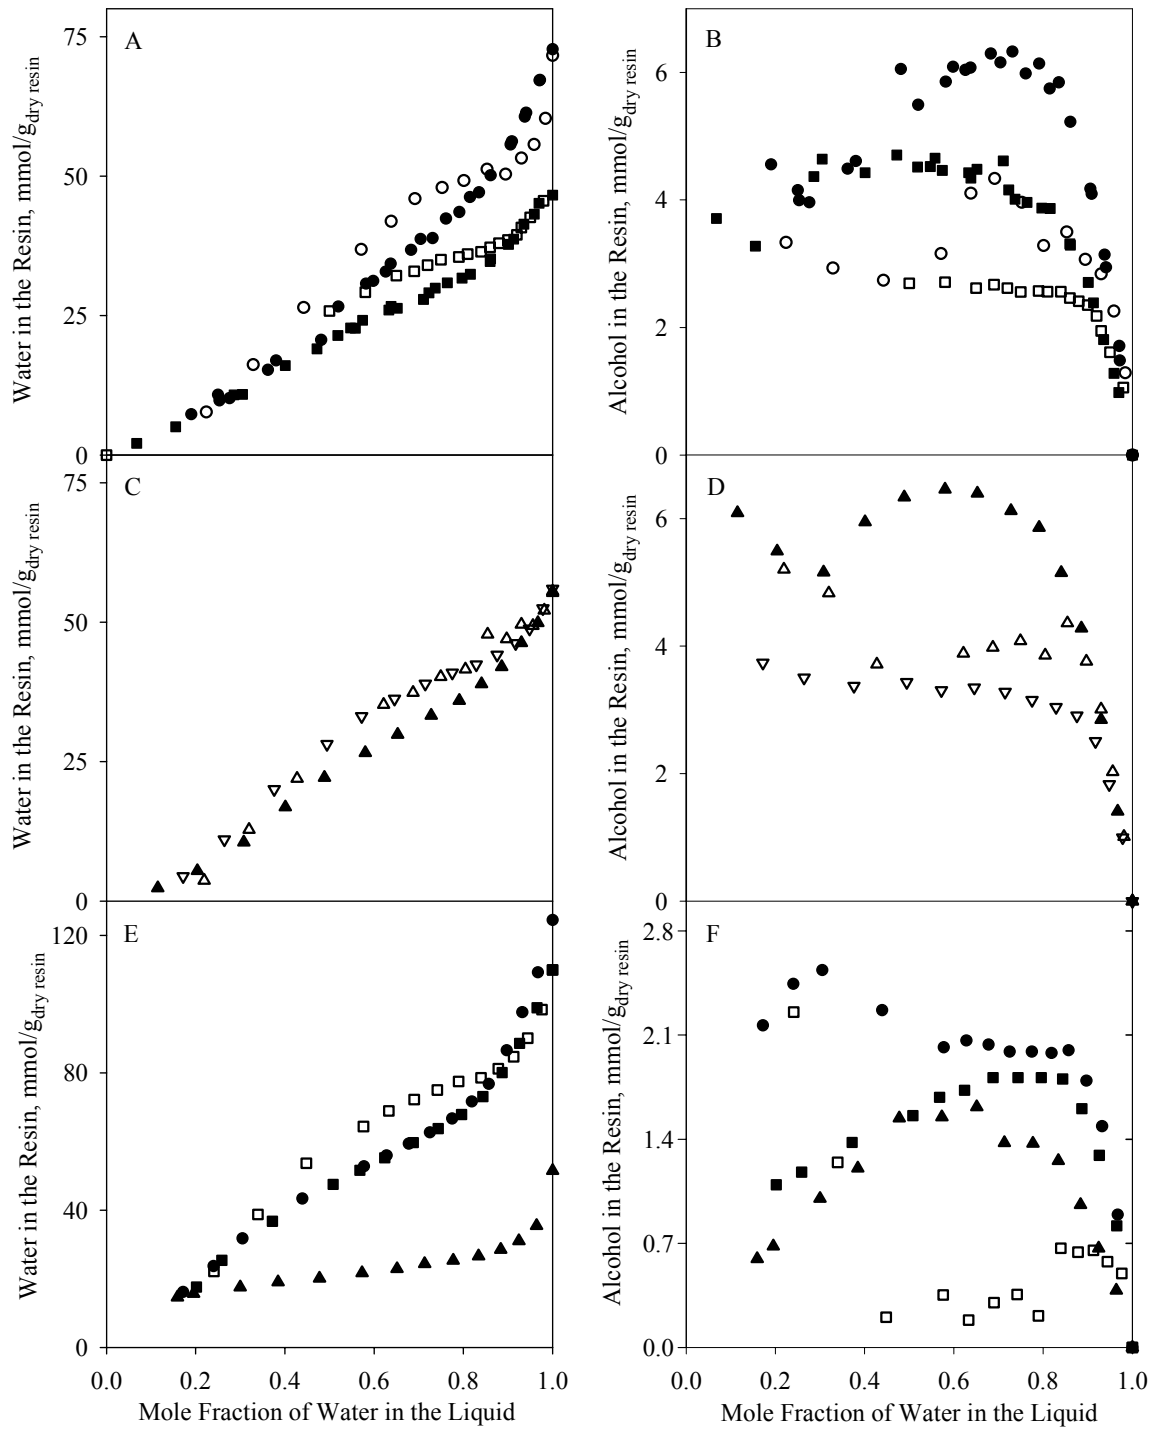 A
75
50
25
0
Water in the Resin, mmol/gdry resin
B
6
4
2
0
Alcohol in the Resin, mmol/gdry resin
C
75
50
25
0
Water in the Resin, mmol/gdry resin
D
6
4
2
0
Alcohol in the Resin, mmol/gdry resin
E
120
80
40
0
Water in the Resin, mmol/gdry resin
0.0 0.2 0.4 0.6 0.8 1.0
Mole Fraction of Water in the Liquid
F
2.8
2.1
1.4
0.7
0.0
Alcohol in the Resin, mmol/gdry resin
0.0 0.2 0.4 0.6 0.8 1.0
Mole Fraction of Water in the Liquid